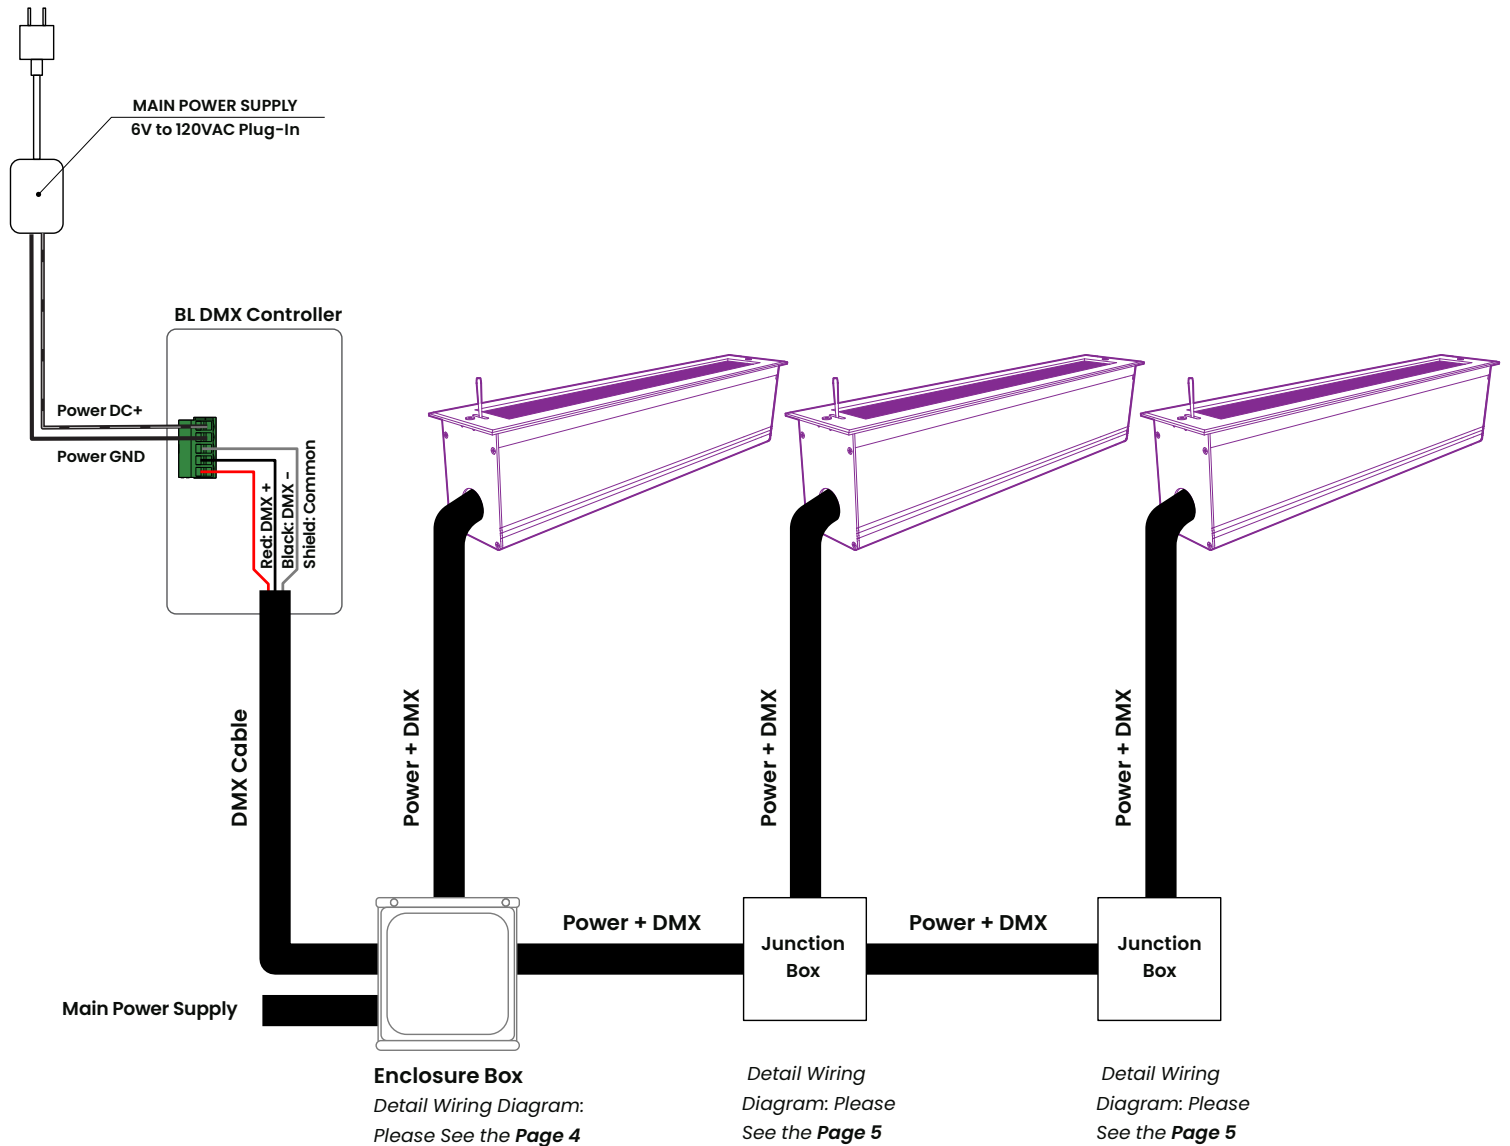 MAIN POWER SUPPLY
6V to 120VAC Plug-In
BL DMX Controller
Power DC+
Power GND
Red: DMX +
Black: DMX -
Shield: Common
DMX Cable
Power + DMX
Power + DMX
Power + DMX
Power + DMX
Power + DMX
Junction
Box
Junction
Box
Main Power Supply
Enclosure Box
Detail Wiring Diagram:
Please See the Page 4
Detail Wiring
Diagram: Please
See the Page 5
Detail Wiring
Diagram: Please
See the Page 5